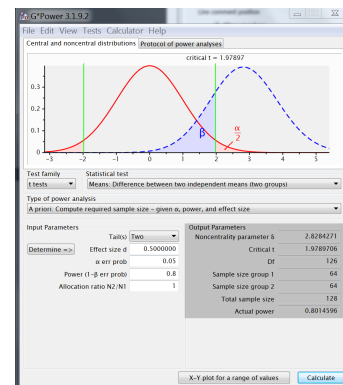 G*Power 3.1.9.2
File Edit View Tests Calculator Help
Central and noncentral distributions Protocol of power analyses
critical t = 1.97897
0.3
0.2
0.1
0
β
α
2
-3 -2 -1 0 1 2 3 4 5
Test family Statistical test
t tests Means: Difference between two independent means (two groups)
Type of power analysis
A priori: Compute required sample size - given α, power, and effect size
Input Parameters Output Parameters
Tail(s) Two Noncentrality parameter δ 2.8284271
Determine => Effect size d 0.5000000 Critical t 1.9789706
α err prob 0.05 Df 126
Power (1-β err prob) 0.8 Sample size group 1 64
Allocation ratio N2/N1 1 Sample size group 2 64
Total sample size 128
Actual power 0.8014596
X-Y plot for a range of values Calculate